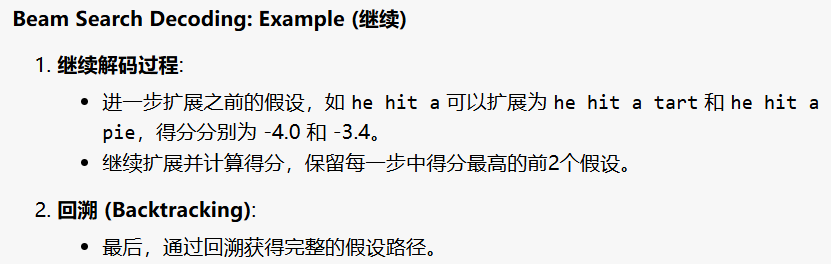 Beam Search Decoding: Example (继续)
1. 继续解码过程:
• 进一步扩展之前的假设，如 he hit a 可以扩展为 he hit a tart 和 he hit a
pie，得分分别为 -4.0 和 -3.4。
• 继续扩展并计算得分，保留每一步中得分最高的前2个假设。
2. 回溯 (Backtracking):
• 最后，通过回溯获得完整的假设路径。